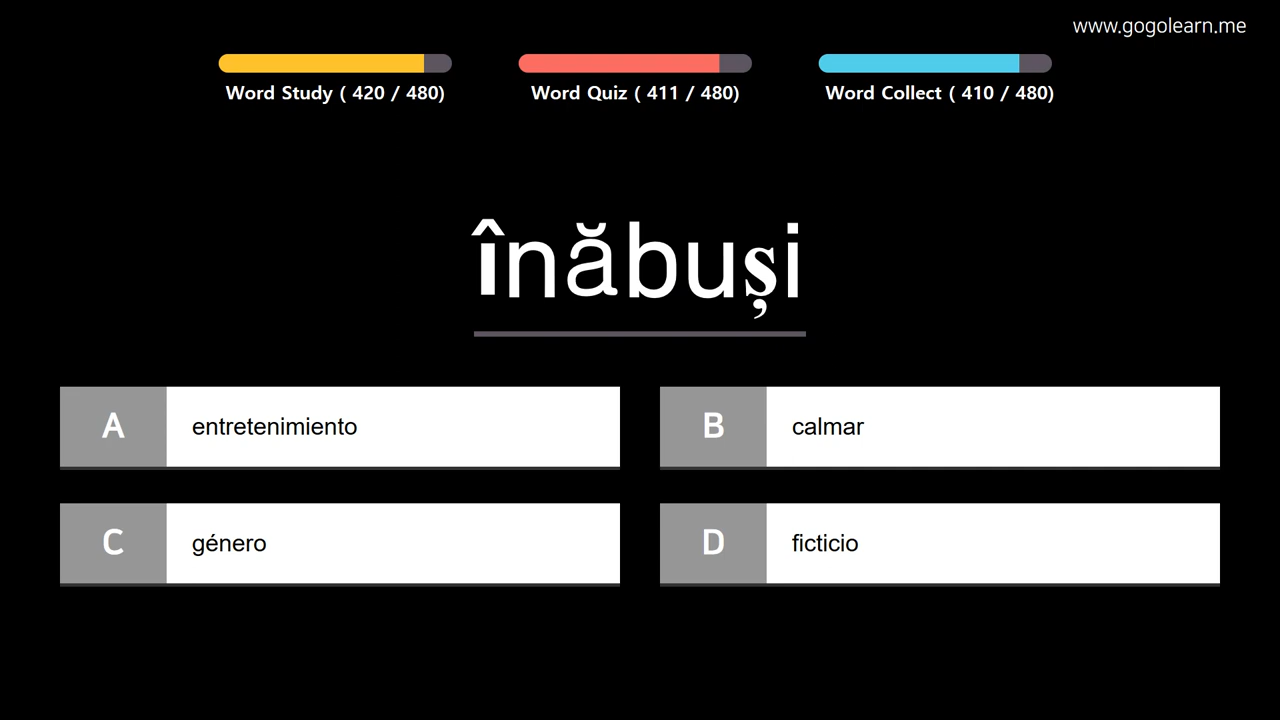 www.gogolearn.me
Word Study ( 420 / 480)
Word Quiz ( 411 / 480)
Word Collect ( 410 / 480)
înăbuși
A entretenimiento
B calmar
C género
D ficticio